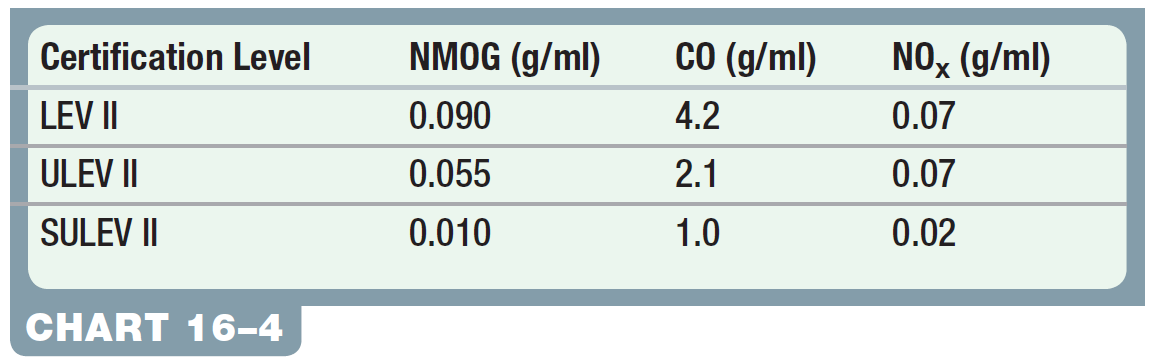 Certification Level NMOG (g/ml) CO (g/ml) NOx (g/ml)
LEV II 0.090 4.2 0.07
ULEV II 0.055 2.1 0.07
SULEV II 0.010 1.0 0.02
CHART 16–4